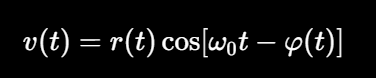 v(t) = r(t) cos[ω₀t − φ(t)]